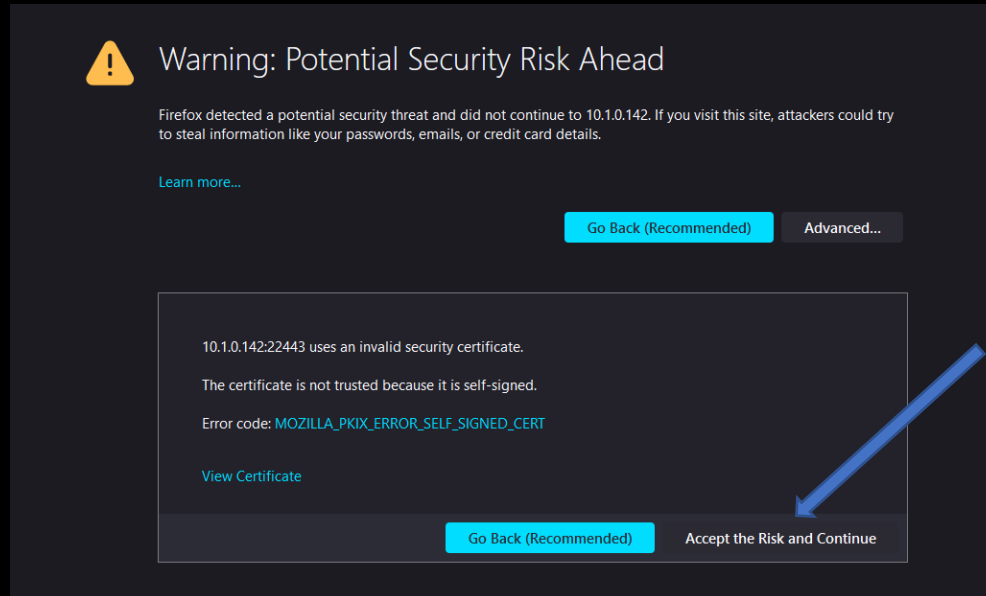 Warning: Potential Security Risk Ahead
Firefox detected a potential security threat and did not continue to 10.1.0.142. If you visit this site, attackers could try
to steal information like your passwords, emails, or credit card details.
Learn more...
Go Back (Recommended) Advanced...
10.1.0.142:22443 uses an invalid security certificate.
The certificate is not trusted because it is self-signed.
Error code: MOZILLA_PKIX_ERROR_SELF_SIGNED_CERT
View Certificate
Go Back (Recommended) Accept the Risk and Continue